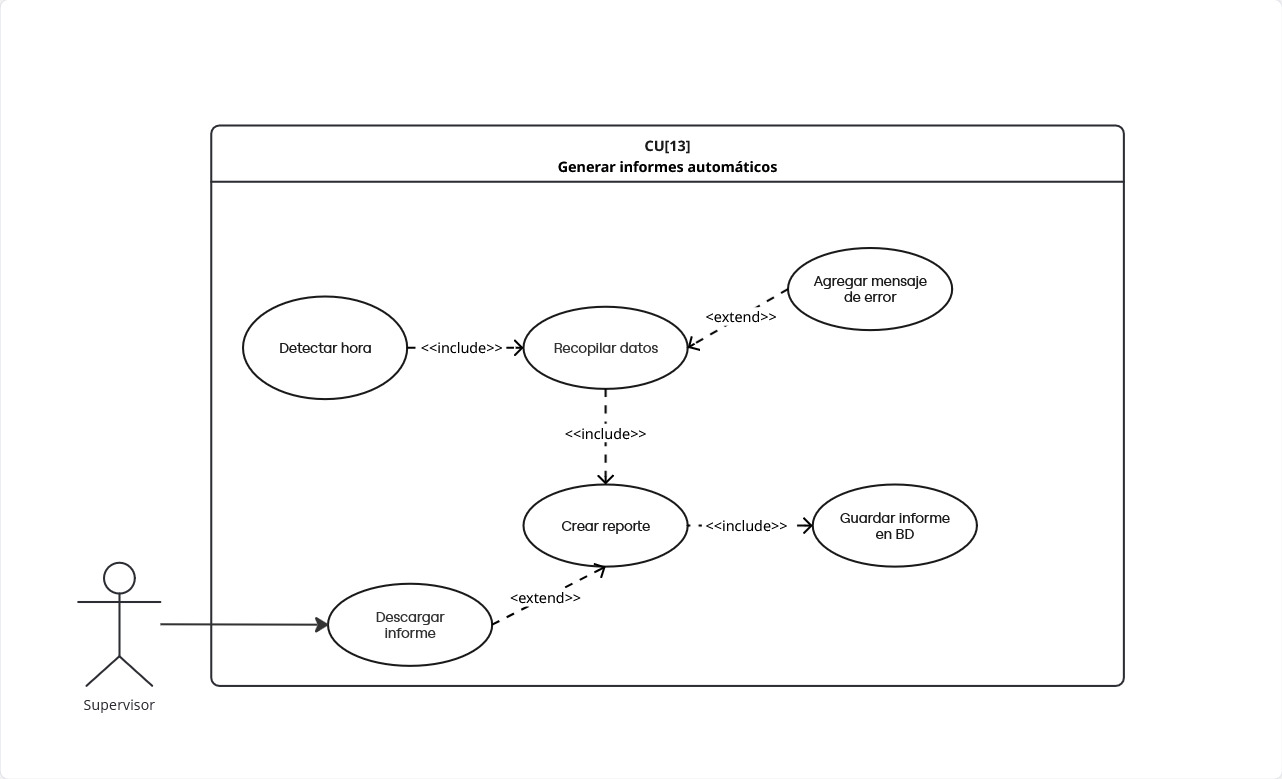 CU[13]
Generar informes automáticos
Agregar mensaje
de error
<extend>>
Detectar hora
<<include>>
Recopilar datos
<<include>>
Crear reporte
<<include>>
Guardar informe
en BD
<extend>>
Descargar
informe
Supervisor